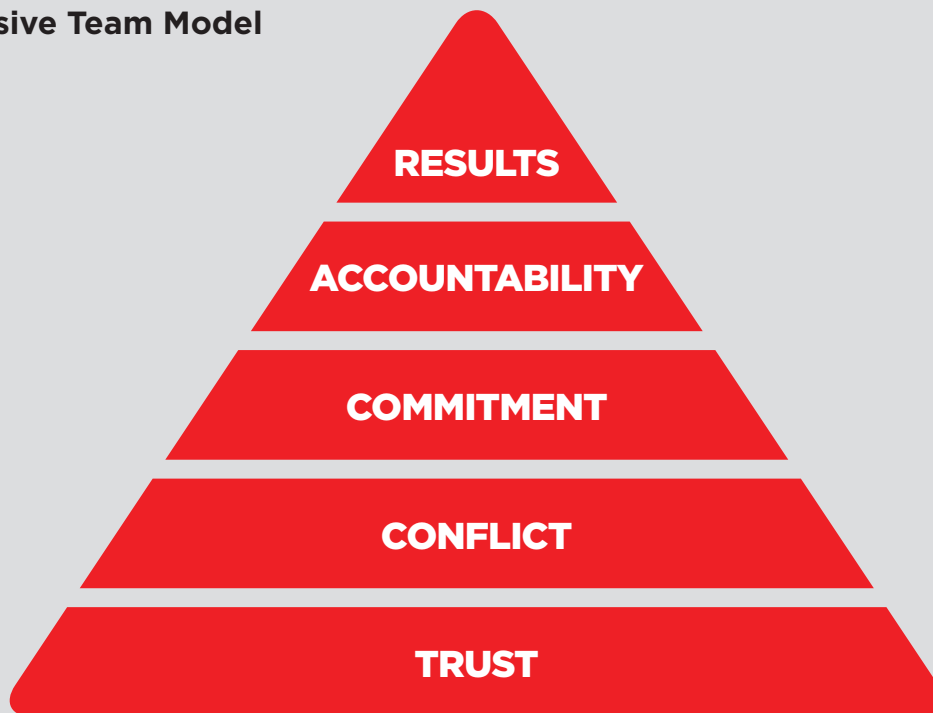 sive Team Model
RESULTS
ACCOUNTABILITY
COMMITMENT
CONFLICT
TRUST